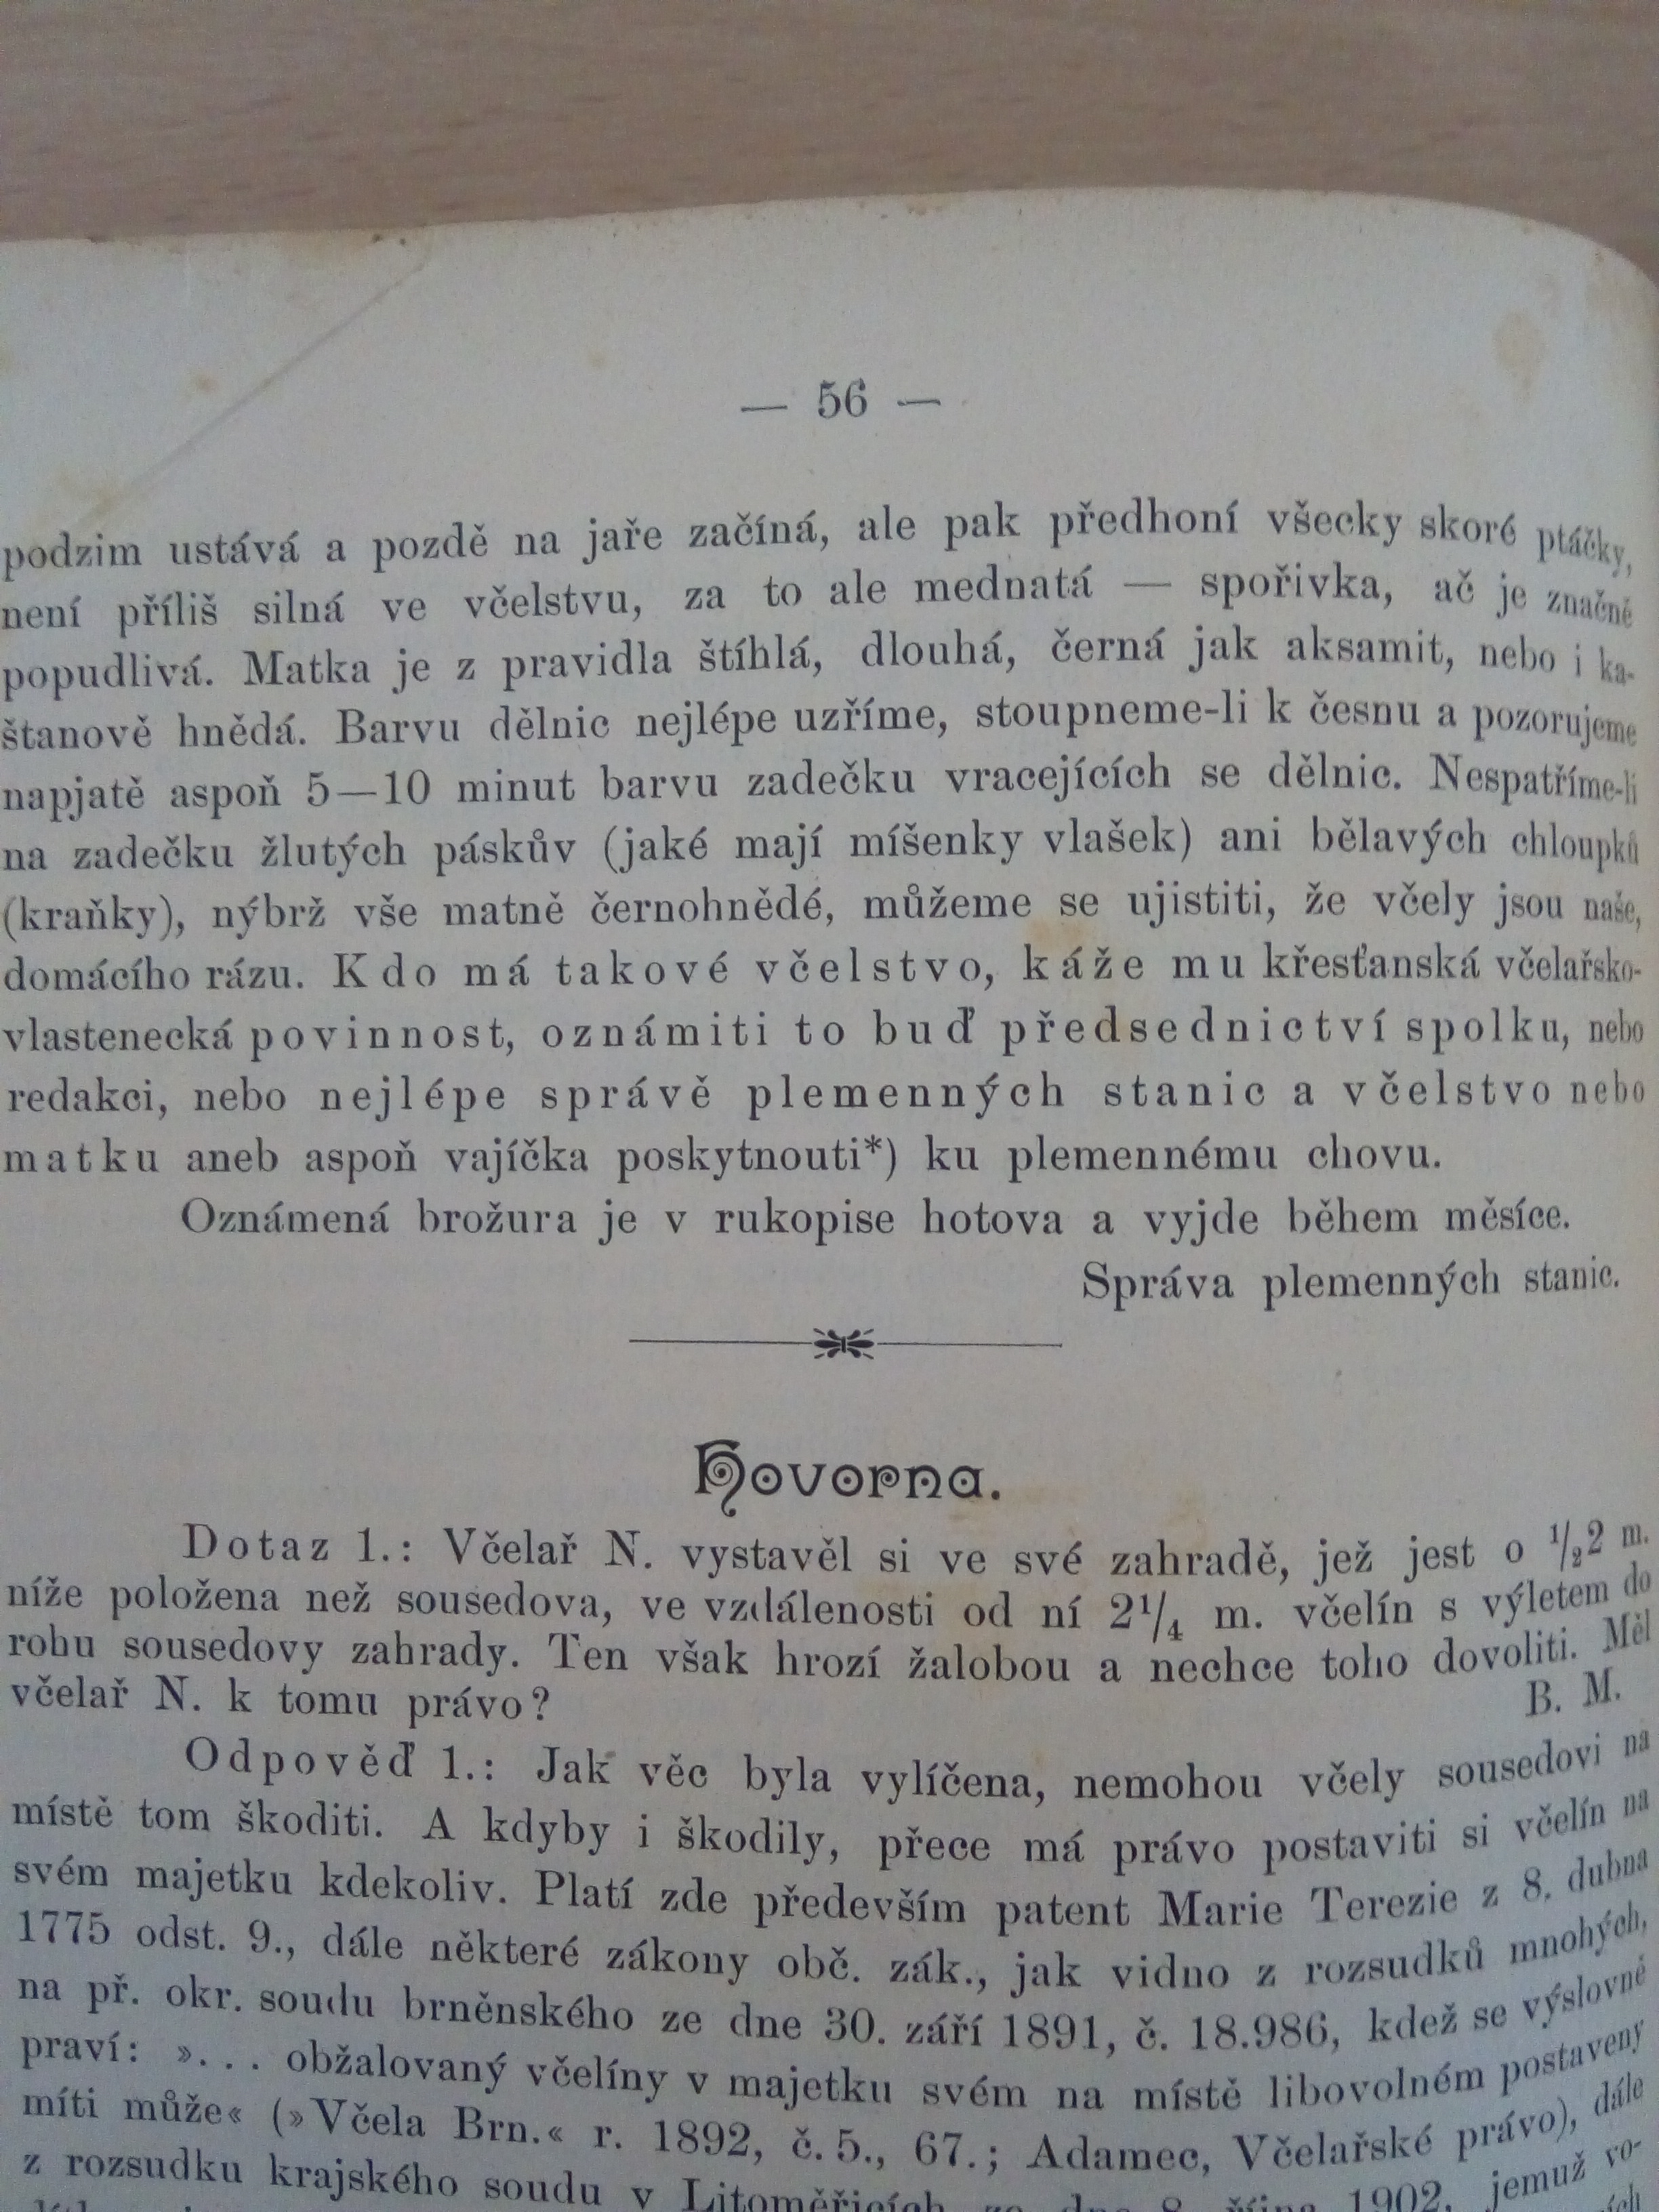 — 56 —
podzim ustává a pozdě na jaře začíná, ale pak předhoní všecky skoré ptáčky,
není příliš silná ve včelstvu, za to ale mednatá — spořivka, ač je značně
popudlivá. Matka je z pravidla štíhlá, dlouhá, černá jak aksamit, nebo i ka-
štanově hnědá. Barvu dělnic nejlépe uzříme, stoupneme-li k česnu a pozorujeme
napjatě aspoň 5—10 minut barvu zadečku vracejících se dělnic. Nespatříme-li
na zadečku žlutých páskův (jaké mají míšenky vlašek) ani bělavých chloupků
(kraňky), nýbrž vše matně černohnědé, můžeme se ujistiti, že včely jsou naše,
domácího rázu. Kdo má takové včelstvo, káže mu křesťanská včelařsko-
vlastenecká povinnost, oznámiti to buď předsednictví spolku, nebo
redakci, nebo nejlépe správě plemenných stanic a včelstvo nebo
matku aneb aspoň vajíčka poskytnouti*) ku plemennému chovu.
Oznámená brožura je v rukopise hotova a vyjde během měsíce.
Správa plemenných stanic.
Hovorna.
Dotaz 1.: Včelař N. vystavěl si ve své zahradě, jež jest o 1/2 2 m.
níže položena než sousedova, ve vzdálenosti od ní 2 1/4 m. včelín s výletem do
rohu sousedovy zahrady. Ten však hrozí žalobou a nechce toho dovoliti. Měl
včelař N. k tomu právo? B. M.
Odpověď 1.: Jak věc byla vylíčena, nemohou včely sousedovi na
místě tom škoditi. A kdyby i škodily, přece má právo postaviti si včelín na
svém majetku kdekoliv. Platí zde především patent Marie Terezie z 8. dubna
1775 odst. 9., dále některé zákony obč. zák., jak vidno z rozsudků mnohých,
na př. okr. soudu brněnského ze dne 30. září 1891, č. 18.986, kdež se výslovně
praví: »... obžalovaný včelíny v majetku svém na místě libovolném postaveny
míti může« (»Včela Brn.« r. 1892, č. 5., 67.; Adamec, Včelařské právo), dále
z rozsudku krajského soudu v Litoměřicích ze dne 8. října 1902, jemuž vo-